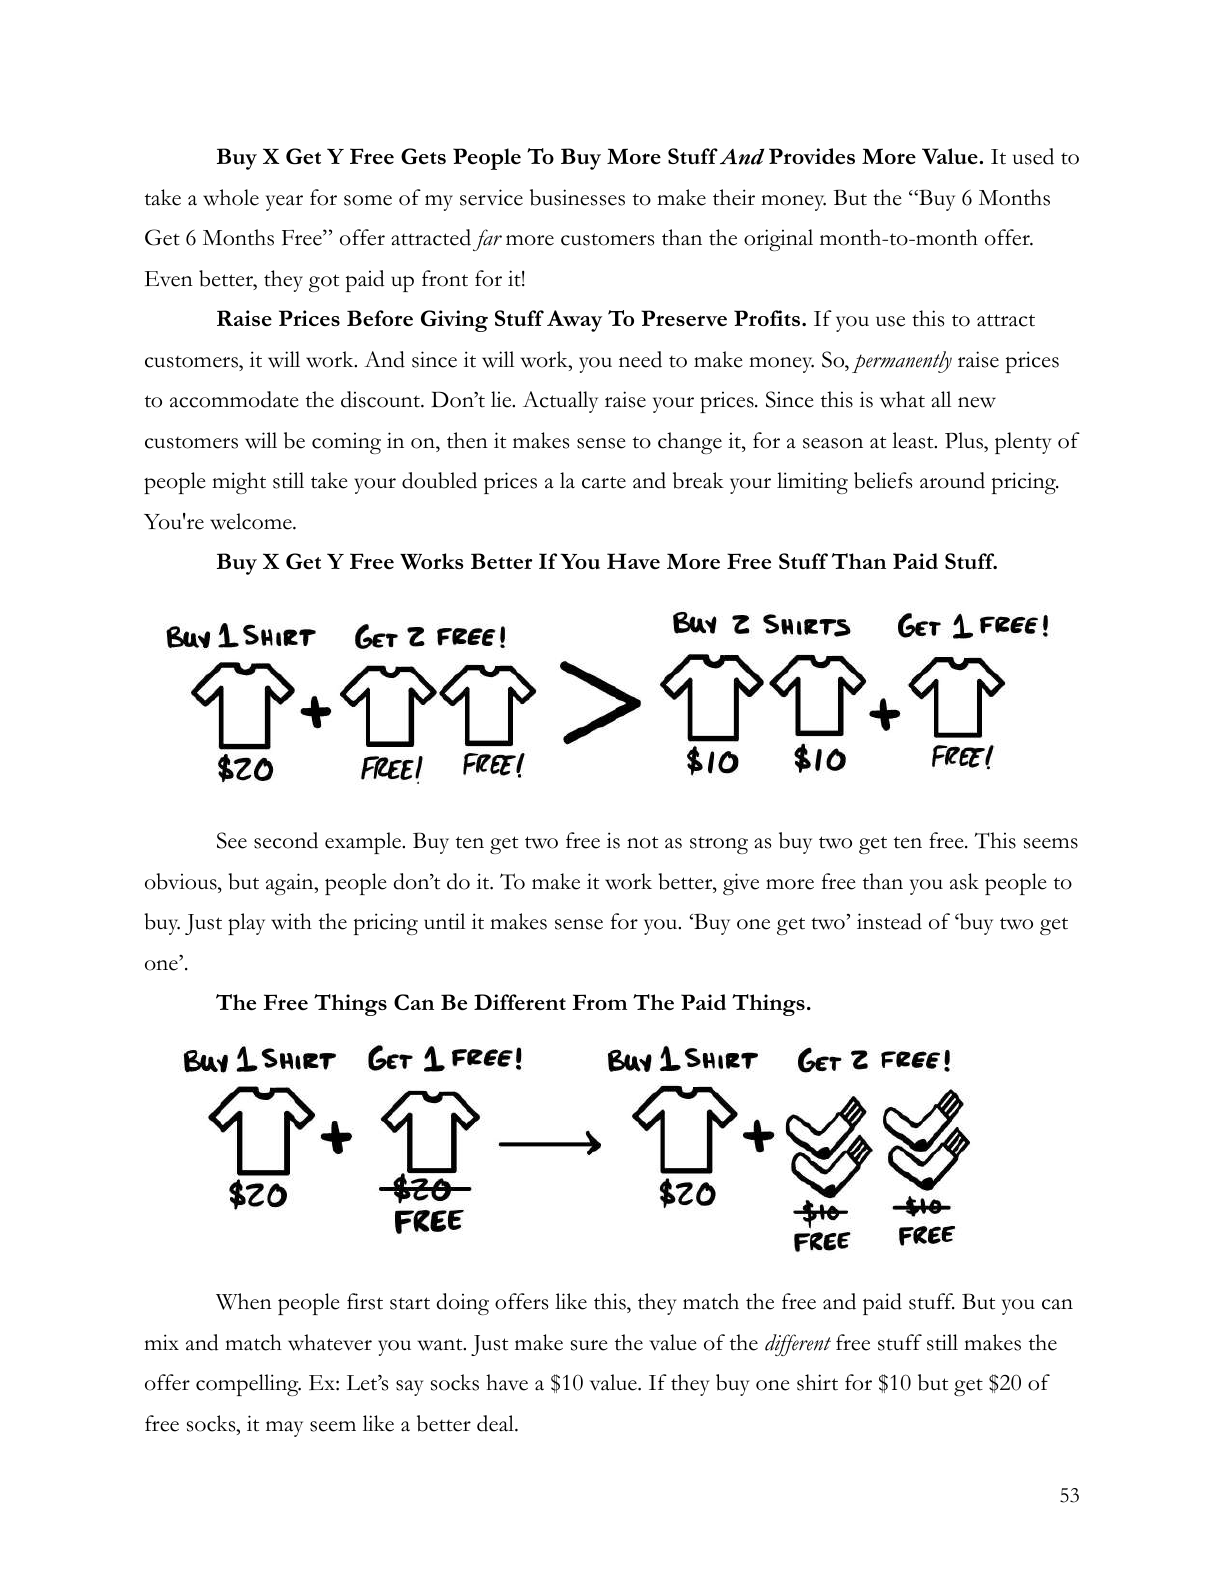 Buy X Get Y Free Gets People To Buy More Stuff And Provides More Value. It used to
take a whole year for some of my service businesses to make their money. But the “Buy 6 Months
Get 6 Months Free” offer attracted far more customers than the original month-to-month offer.
Even better, they got paid up front for it!
Raise Prices Before Giving Stuff Away To Preserve Profits. If you use this to attract
customers, it will work. And since it will work, you need to make money. So, permanently raise prices
to accommodate the discount. Don’t lie. Actually raise your prices. Since this is what all new
customers will be coming in on, then it makes sense to change it, for a season at least. Plus, plenty of
people might still take your doubled prices a la carte and break your limiting beliefs around pricing.
You're welcome.
Buy X Get Y Free Works Better If You Have More Free Stuff Than Paid Stuff.
BUY 1 SHIRT GET 2 FREE! BUY 2 SHIRTS GET 1 FREE!
+ > +
$20 FREE! FREE! $10 $10 FREE!
See second example. Buy ten get two free is not as strong as buy two get ten free. This seems
obvious, but again, people don’t do it. To make it work better, give more free than you ask people to
buy. Just play with the pricing until it makes sense for you. ‘Buy one get two’ instead of ‘buy two get
one’.
The Free Things Can Be Different From The Paid Things.
BUY 1 SHIRT GET 1 FREE! BUY 1 SHIRT GET 2 FREE!
+ → +
$20 $20 $20 $10 $10
FREE FREE FREE
When people first start doing offers like this, they match the free and paid stuff. But you can
mix and match whatever you want. Just make sure the value of the different free stuff still makes the
offer compelling. Ex: Let’s say socks have a $10 value. If they buy one shirt for $10 but get $20 of
free socks, it may seem like a better deal.
53